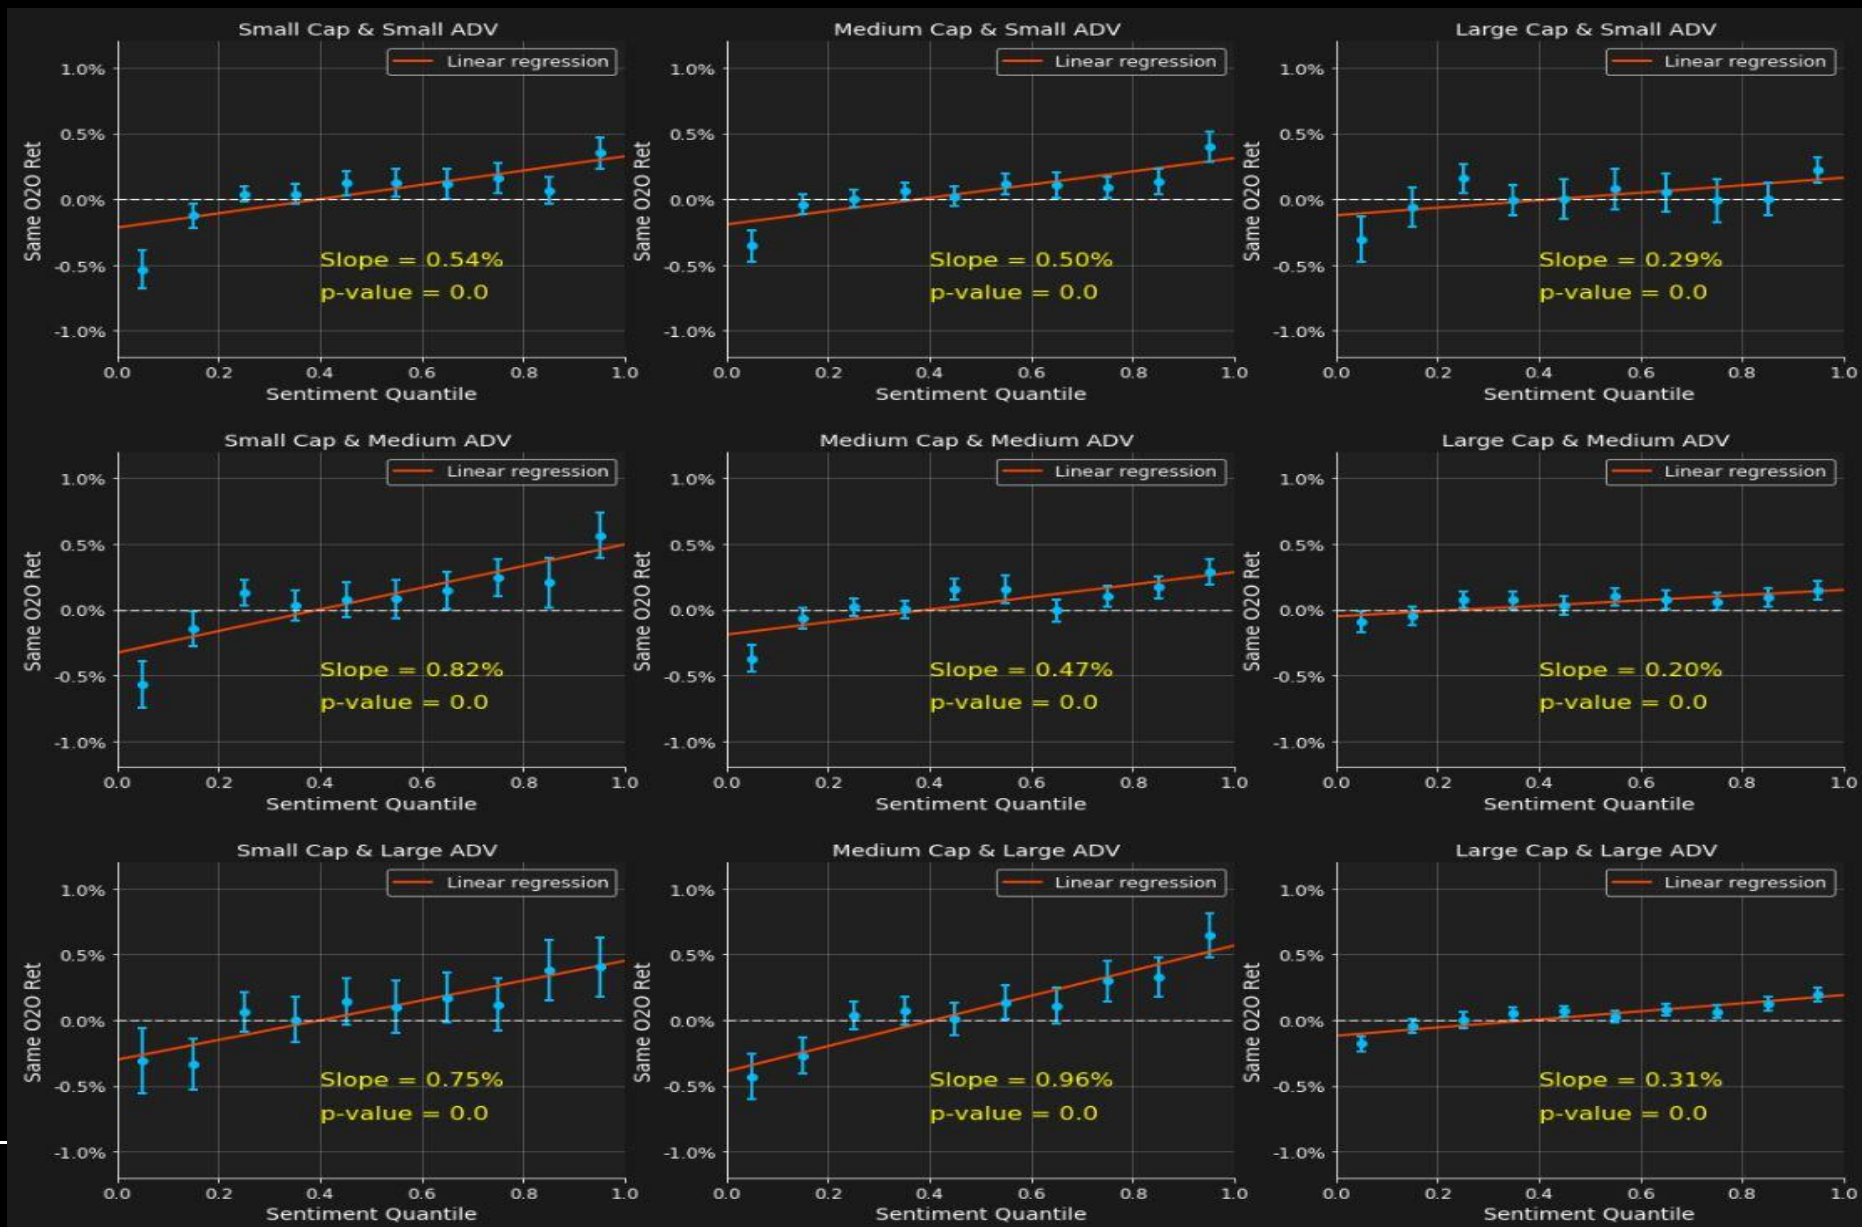 Small Cap & Small ADV
Linear regression
1.0%
0.5%
0.0%
-0.5%
-1.0%
Same O2O Ret
Slope = 0.54%
p-value = 0.0
0.0 0.2 0.4 0.6 0.8 1.0
Sentiment Quantile
Medium Cap & Small ADV
Linear regression
1.0%
0.5%
0.0%
-0.5%
-1.0%
Same O2O Ret
Slope = 0.50%
p-value = 0.0
0.0 0.2 0.4 0.6 0.8 1.0
Sentiment Quantile
Large Cap & Small ADV
Linear regression
1.0%
0.5%
0.0%
-0.5%
-1.0%
Same O2O Ret
Slope = 0.29%
p-value = 0.0
0.0 0.2 0.4 0.6 0.8 1.0
Sentiment Quantile
Small Cap & Medium ADV
Linear regression
1.0%
0.5%
0.0%
-0.5%
-1.0%
Same O2O Ret
Slope = 0.82%
p-value = 0.0
0.0 0.2 0.4 0.6 0.8 1.0
Sentiment Quantile
Medium Cap & Medium ADV
Linear regression
1.0%
0.5%
0.0%
-0.5%
-1.0%
Same O2O Ret
Slope = 0.47%
p-value = 0.0
0.0 0.2 0.4 0.6 0.8 1.0
Sentiment Quantile
Large Cap & Medium ADV
Linear regression
1.0%
0.5%
0.0%
-0.5%
-1.0%
Same O2O Ret
Slope = 0.20%
p-value = 0.0
0.0 0.2 0.4 0.6 0.8 1.0
Sentiment Quantile
Small Cap & Large ADV
Linear regression
1.0%
0.5%
0.0%
-0.5%
-1.0%
Same O2O Ret
Slope = 0.75%
p-value = 0.0
0.0 0.2 0.4 0.6 0.8 1.0
Sentiment Quantile
Medium Cap & Large ADV
Linear regression
1.0%
0.5%
0.0%
-0.5%
-1.0%
Same O2O Ret
Slope = 0.96%
p-value = 0.0
0.0 0.2 0.4 0.6 0.8 1.0
Sentiment Quantile
Large Cap & Large ADV
Linear regression
1.0%
0.5%
0.0%
-0.5%
-1.0%
Same O2O Ret
Slope = 0.31%
p-value = 0.0
0.0 0.2 0.4 0.6 0.8 1.0
Sentiment Quantile